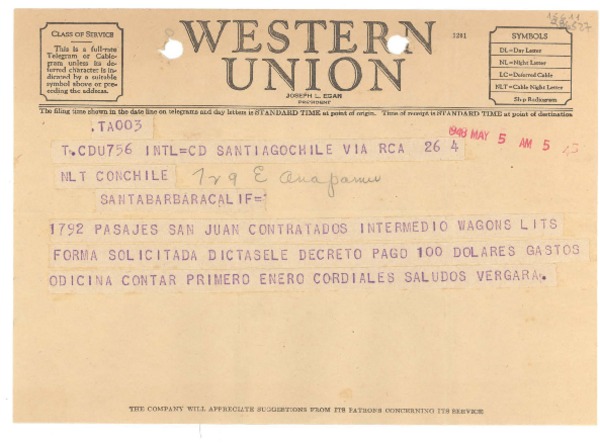 CLASS OF SERVICE
This is a full-rate
Telegram or Cablegram unless its deferred character is indicated by a suitable
symbol above or preceding the address.
WESTERN
UNION
1201
JOSEPH L. EGAN
PRESIDENT
SYMBOLS
DL=Day Letter
NL=Night Letter
LC=Deferred Cable
NLT=Cable Night Letter
Ship Radiogram
The filing time shown in the date line on telegrams and day letters is STANDARD TIME at point of origin. Time of receipt is STANDARD TIME at point of destination
.TA003
T.CDU756 INTL=CD SANTIAGOCHILE VIA RCA 26 4
948 MAY 5 AM 5
NLT CONCHILE 729 E Anapamu
SANTABARBARACALIF=
1792 PASAJES SAN JUAN CONTRATADOS INTERMEDIO WAGONS LITS
FORMA SOLICITADA DICTASELE DECRETO PAGO 100 DOLARES GASTOS
ODICINA CONTAR PRIMERO ENERO CORDIALES SALUDOS VERGARA.
THE COMPANY WILL APPRECIATE SUGGESTIONS FROM ITS PATRONS CONCERNING ITS SERVICE